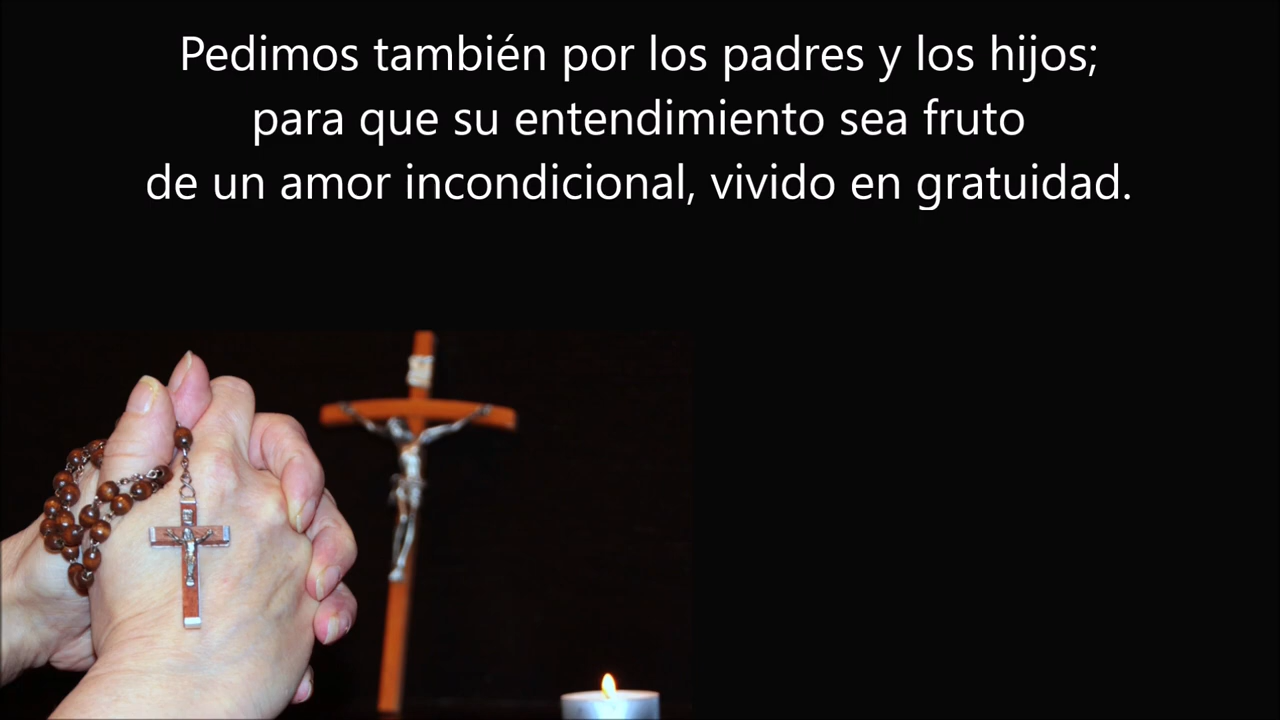 Pedimos también por los padres y los hijos;
para que su entendimiento sea fruto
de un amor incondicional, vivido en gratuidad.